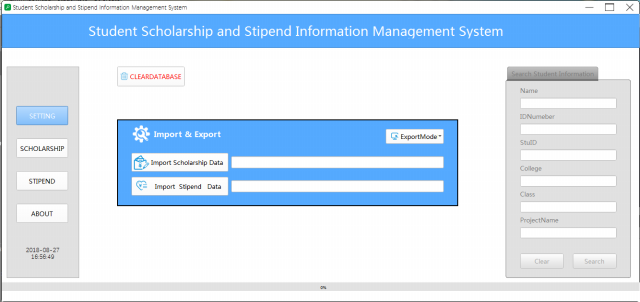 Student Scholarship and Stipend Information Management System
Student Scholarship and Stipend Information Management System
CLEARDATABASE
Search Student Information
Name
SETTING
IDNumeber
Import & Export
ExportMode
SCHOLARSHIP
StuID
Import Scholarship Data
College
STIPEND
Import Stipend Data
Class
ABOUT
ProjectName
2018-08-27
16:56:49
Clear
Search
0%